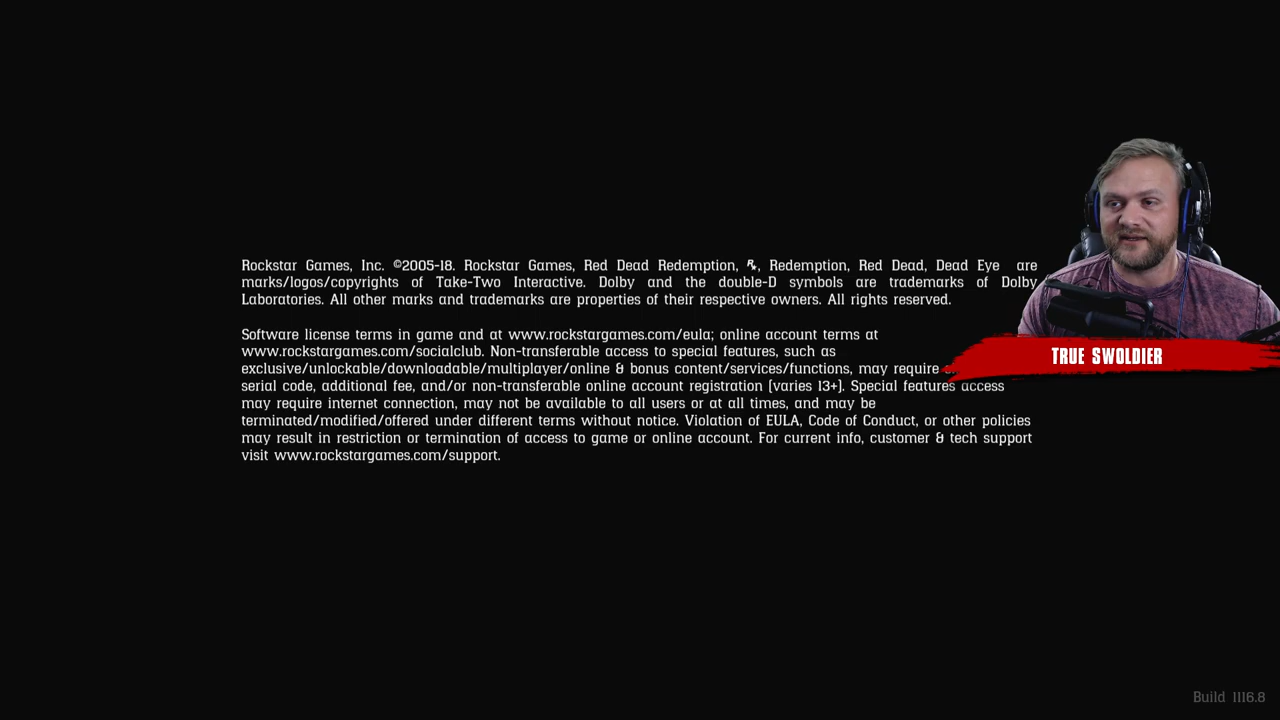 Rockstar Games, Inc. ©2005-18. Rockstar Games, Red Dead Redemption, R*, Redemption, Red Dead, Dead Eye are
marks/logos/copyrights of Take-Two Interactive. Dolby and the double-D symbols are trademarks of Dolby
Laboratories. All other marks and trademarks are properties of their respective owners. All rights reserved.
Software license terms in game and at www.rockstargames.com/eula; online account terms at
www.rockstargames.com/socialclub. Non-transferable access to special features, such as
exclusive/unlockable/downloadable/multiplayer/online & bonus content/services/functions, may require
serial code, additional fee, and/or non-transferable online account registration (varies 13+). Special features access
may require internet connection, may not be available to all users or at all times, and may be
terminated/modified/offered under different terms without notice. Violation of EULA, Code of Conduct, or other policies
may result in restriction or termination of access to game or online account. For current info, customer & tech support
visit www.rockstargames.com/support.
TRUE SWOLDIER
Build 1116.8